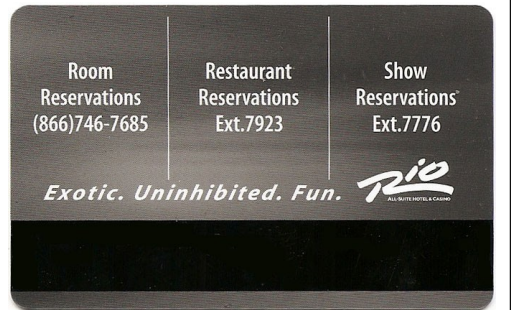 Room
Reservations
(866)746-7685
Restaurant
Reservations
Ext.7923
Show
Reservations
Ext.7776
Exotic. Uninhibited. Fun.
Rio
ALL-SUITE HOTEL & CASINO